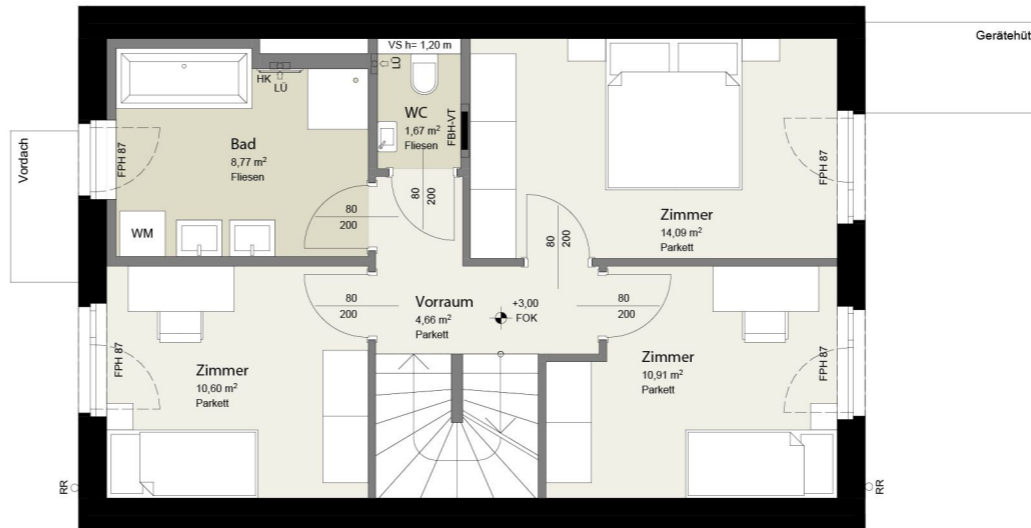 Gerätehüt
VS h= 1,20 m
LÜ
HK
LÜ
WC
1,67 m²
Fliesen
FBH-VT
Bad
8,77 m²
Fliesen
Vordach
FPH 87
FPH 87
80
200
80
200
Zimmer
14,09 m²
Parkett
WM
80
200
80
200
Vorraum
4,66 m²
Parkett
+3,00
FOK
80
200
Zimmer
10,60 m²
Parkett
FPH 87
Zimmer
10,91 m²
Parkett
FPH 87
RR
RR